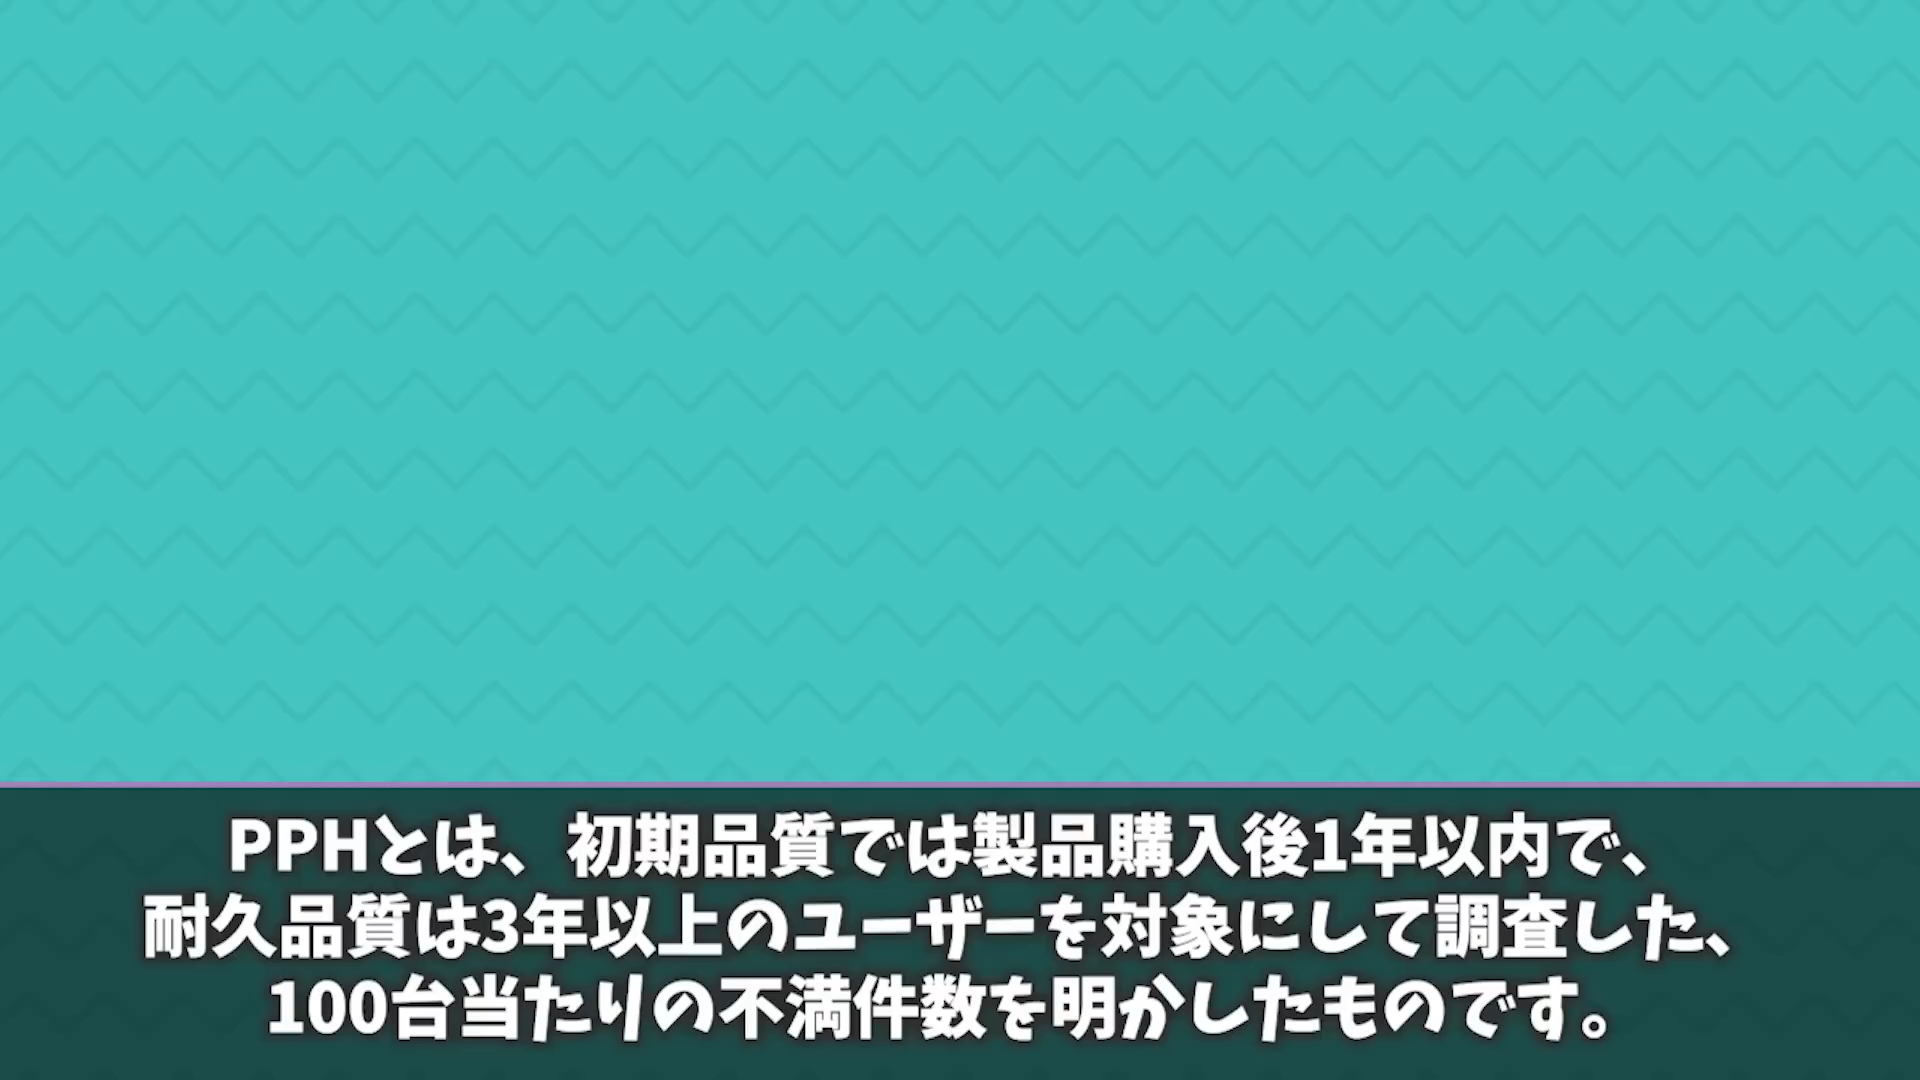 PPHとは、初期品質では製品購入後1年以内で、
耐久品質は3年以上のユーザーを対象にして調査した、
100台当たりの不満件数を明かしたものです。